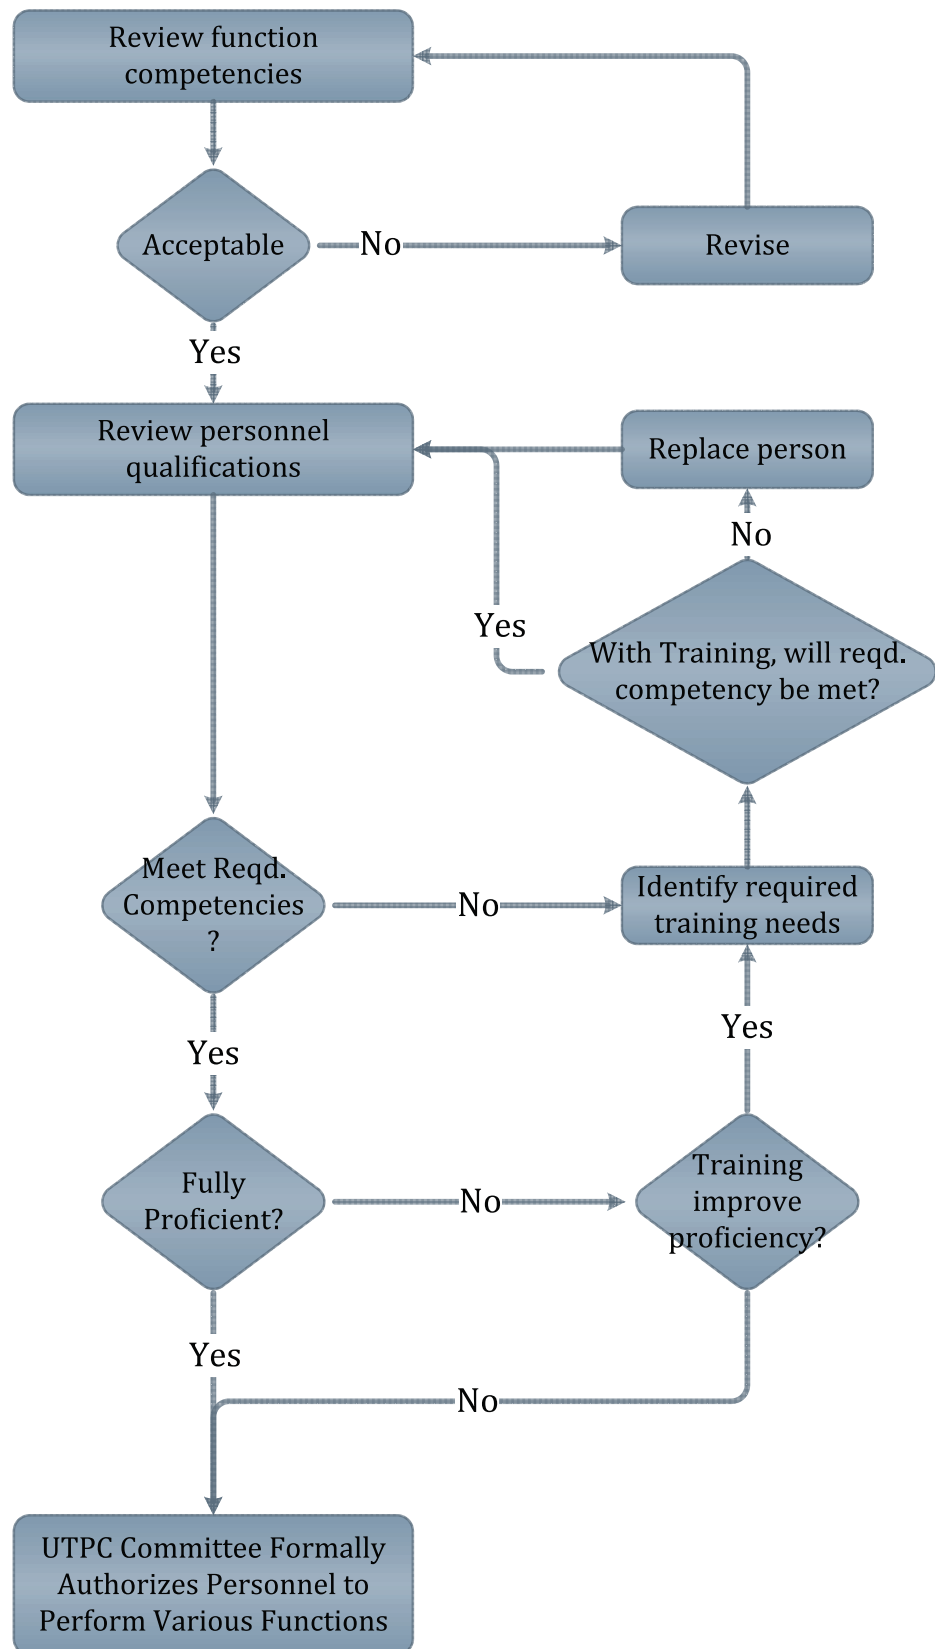 Review function
competencies
Acceptable
No
Revise
Yes
Review personnel
qualifications
Replace person
No
Yes
With Training, will reqd.
competency be met?
Meet Reqd.
Competencies
?
No
Identify required
training needs
Yes
Yes
Fully
Proficient?
No
Training
improve
proficiency?
Yes
No
UTPC Committee Formally
Authorizes Personnel to
Perform Various Functions